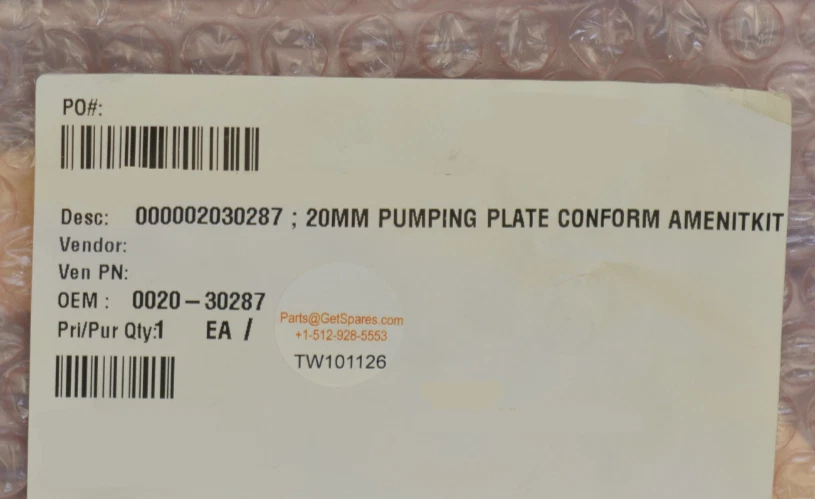 PO#:
Desc: 000002030287 ; 20MM PUMPING PLATE CONFORM AMENITKIT
Vendor:
Ven PN:
OEM : 0020-30287
Pri/Pur Qty:1 EA /
Parts@GetSpares.com
+1-512-928-5553
TW101126